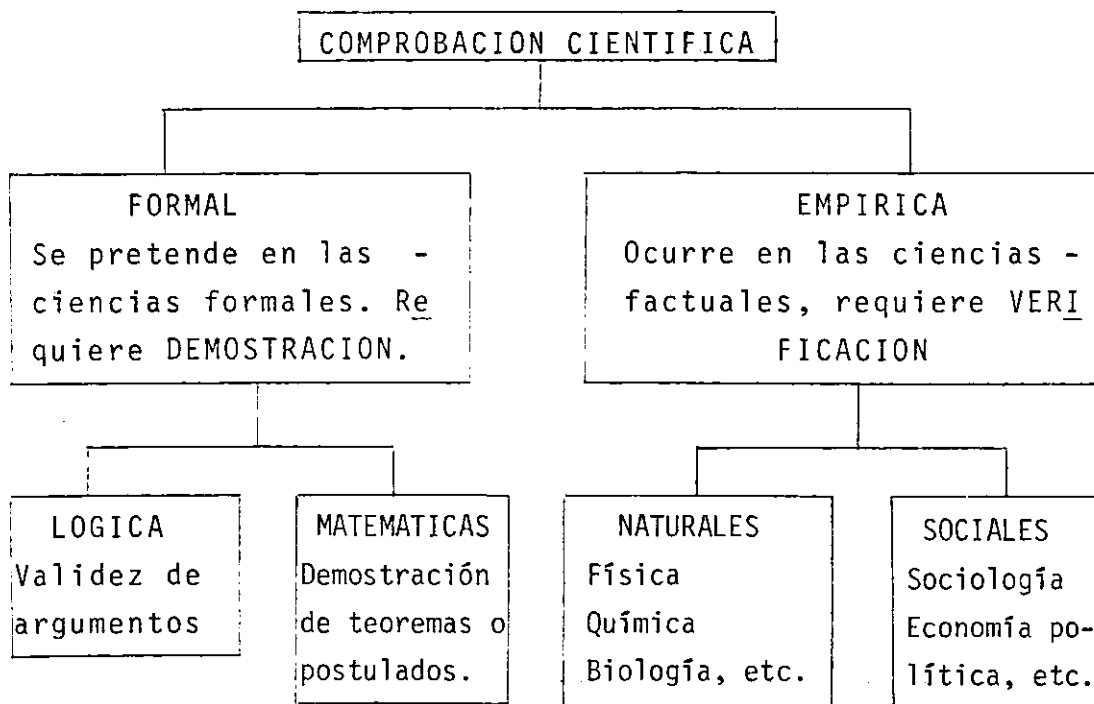 COMPROBACION CIENTIFICA
FORMAL
Se pretende en las -
ciencias formales. Re
quiere DEMOSTRACION.
EMPIRICA
Ocurre en las ciencias -
factuales, requiere VERI
FICACION
LOGICA
Validez de
argumentos
MATEMATICAS
Demostración
de teoremas o
postulados.
NATURALES
Física
Química
Biología, etc.
SOCIALES
Sociología
Economía po-
lítica, etc.